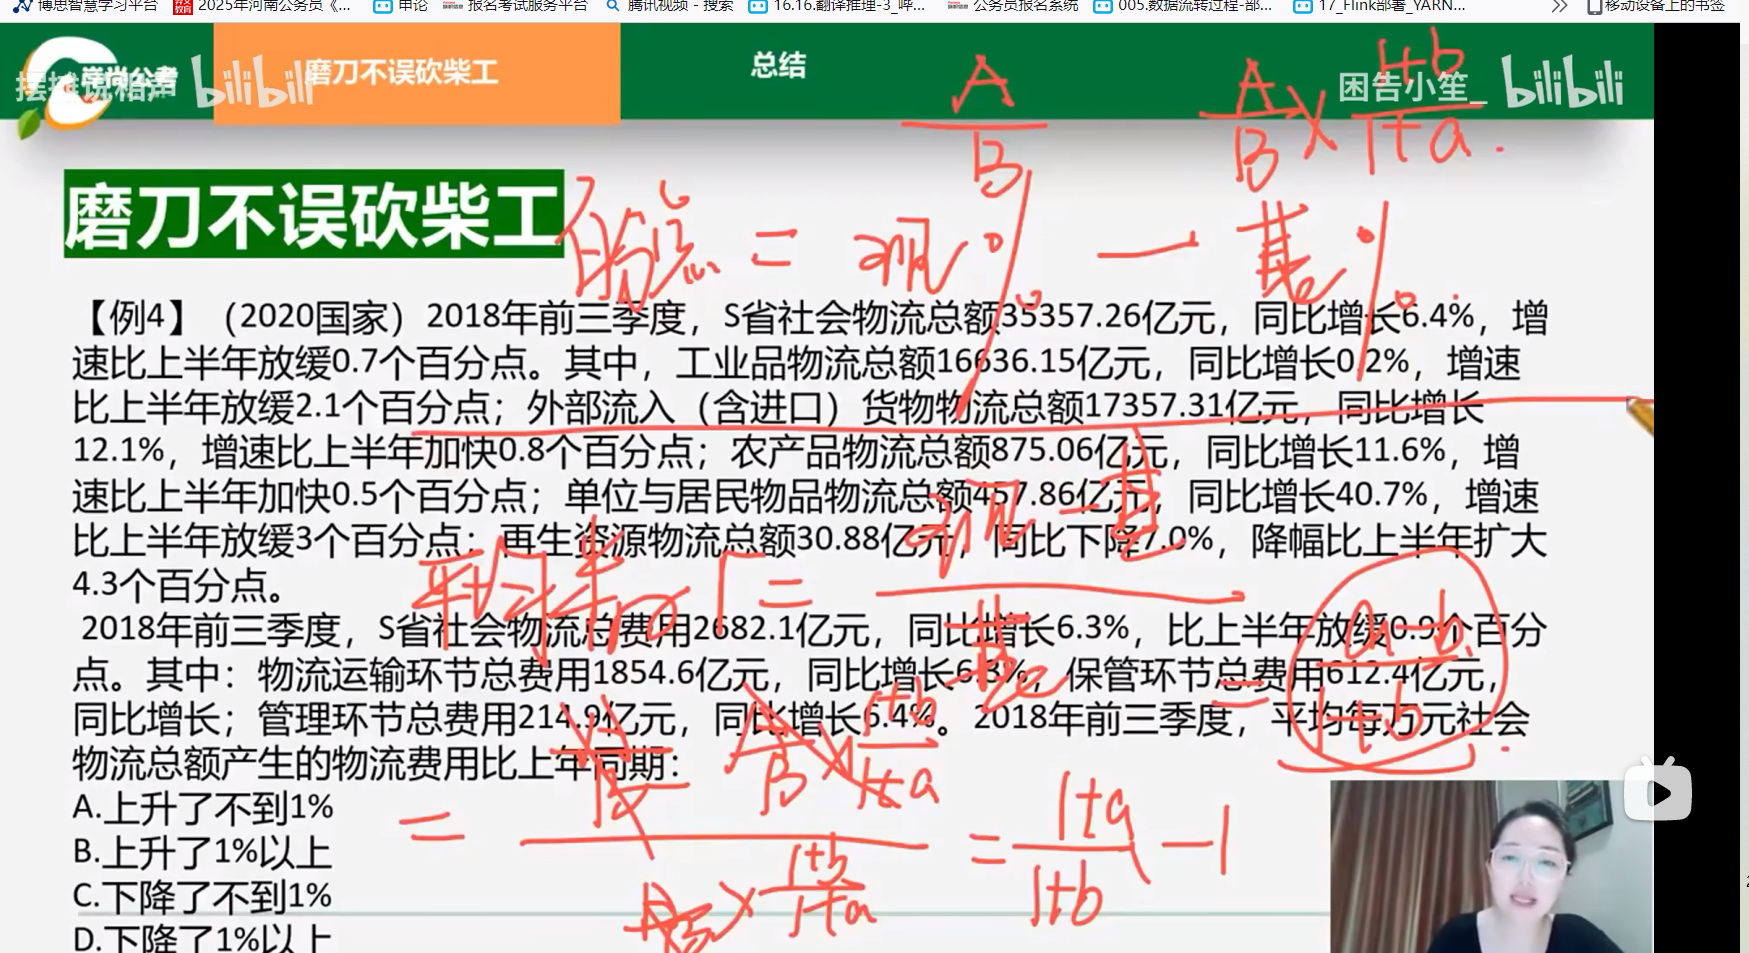 博思智慧学习平台 2025年河南公务员《... 申论 报名考试服务平台 腾讯视频 - 搜索 16.16.翻译推理-3_哔... 公务员报名系统 005.数据流转过程-部... 17_Flink部署_YARN... 移动设备上的书签
bilibili 磨刀不误砍柴工 总结 困告小笙_ bilibili
A/B
A/B × 1+b/1+a
磨刀不误砍柴工
= 现% — 基%
【例4】（2020国家）2018年前三季度，S省社会物流总额35357.26亿元，同比增长6.4%，增
速比上半年放缓0.7个百分点。其中，工业品物流总额16636.15亿元，同比增长0.2%，增速
比上半年放缓2.1个百分点；外部流入（含进口）货物物流总额17357.31亿元，同比增长
12.1%，增速比上半年加快0.8个百分点；农产品物流总额875.06亿元，同比增长11.6%，增
速比上半年加快0.5个百分点；单位与居民物品物流总额457.86亿元，同比增长40.7%，增速
比上半年放缓3个百分点；再生资源物流总额30.88亿元，同比下降7.0%，降幅比上半年扩大
4.3个百分点。
平均率r = 现-基/基 = a-b/1+b
2018年前三季度，S省社会物流总费用2682.1亿元，同比增长6.3%，比上半年放缓0.9个百分
点。其中：物流运输环节总费用1854.6亿元，同比增长6.3%，保管环节总费用612.4亿元，
同比增长；管理环节总费用214.9亿元，同比增长6.4%。2018年前三季度，平均每万元社会
物流总额产生的物流费用比上年同期：
A.上升了不到1%
B.上升了1%以上
C.下降了不到1%
D.下降了1%以上
= 1+a/1+b -1